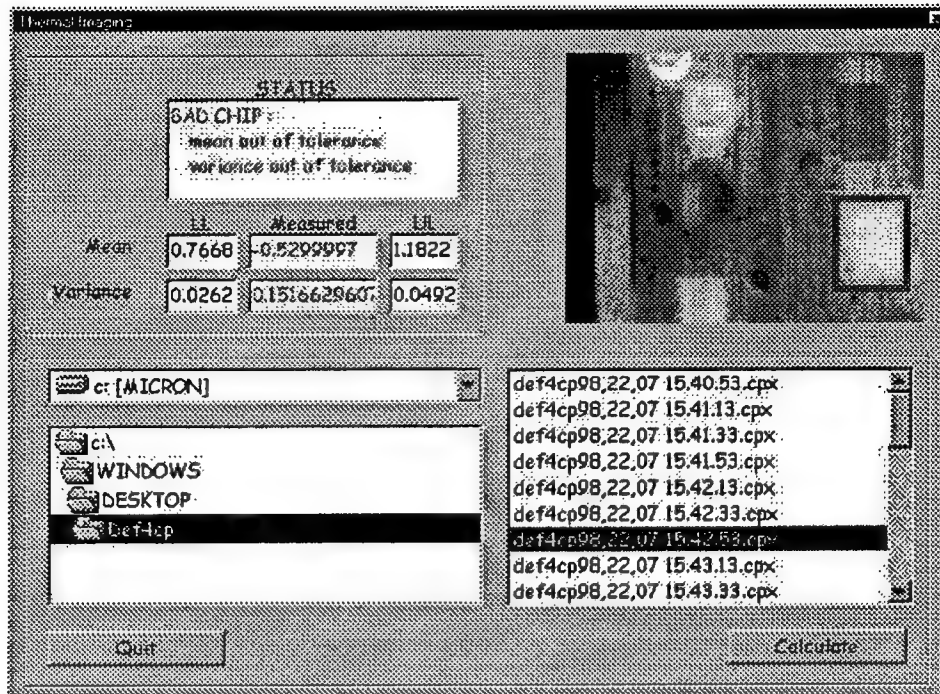 Thermal Imaging
STATUS
BAD CHIP:
mean out of tolerance
variance out of tolerance
LL Measured UL
Mean 0.7668 -0.5299997 1.1822
Variance 0.0262 0.1516629607 0.0492
c: [MICRON]
c:\
WINDOWS
DESKTOP
Def4cp
def4cp98,22,07 15.40.53.cpx
def4cp98,22,07 15.41.13.cpx
def4cp98,22,07 15.41.33.cpx
def4cp98,22,07 15.41.53.cpx
def4cp98,22,07 15.42.13.cpx
def4cp98,22,07 15.42.33.cpx
def4cp98,22,07 15.42.53.cpx
def4cp98,22,07 15.43.13.cpx
def4cp98,22,07 15.43.33.cpx
Quit
Calculate